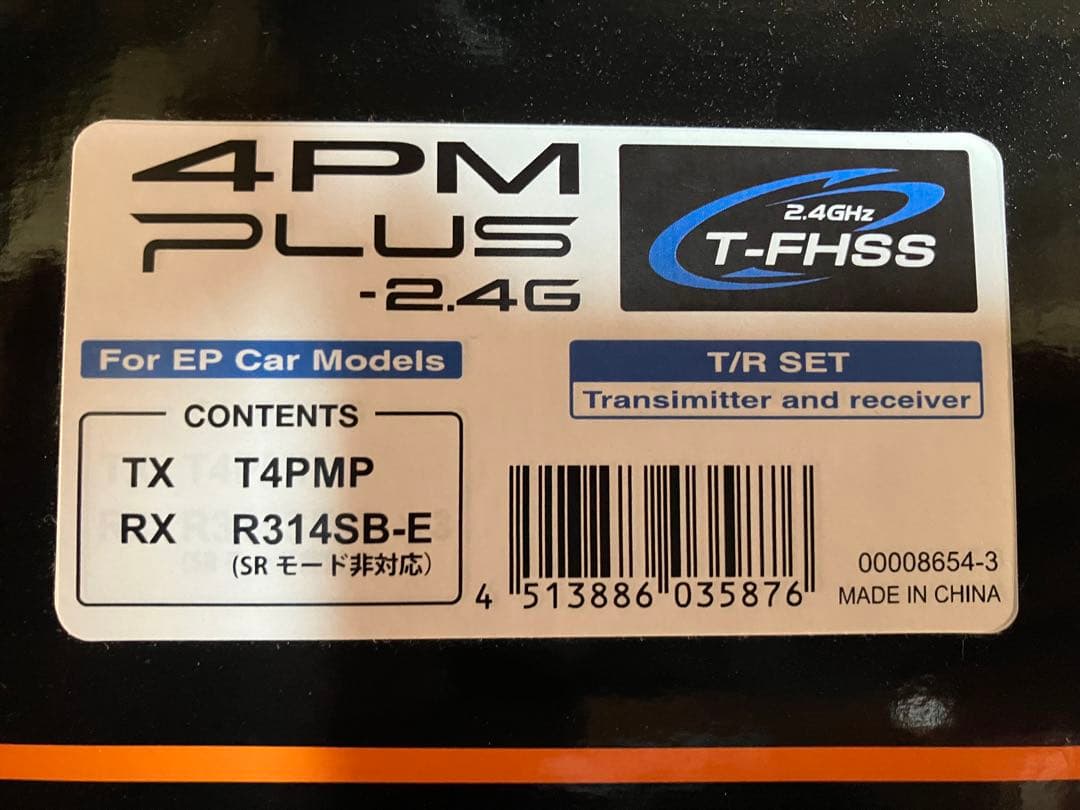 4PM
PLUS
-2.4G
2.4GHz
T-FHSS
For EP Car Models
T/R SET
Transimitter and receiver
CONTENTS
TX T4PMP
RX R314SB-E
(SR モード非対応)
4 513886 035876
00008654-3
MADE IN CHINA